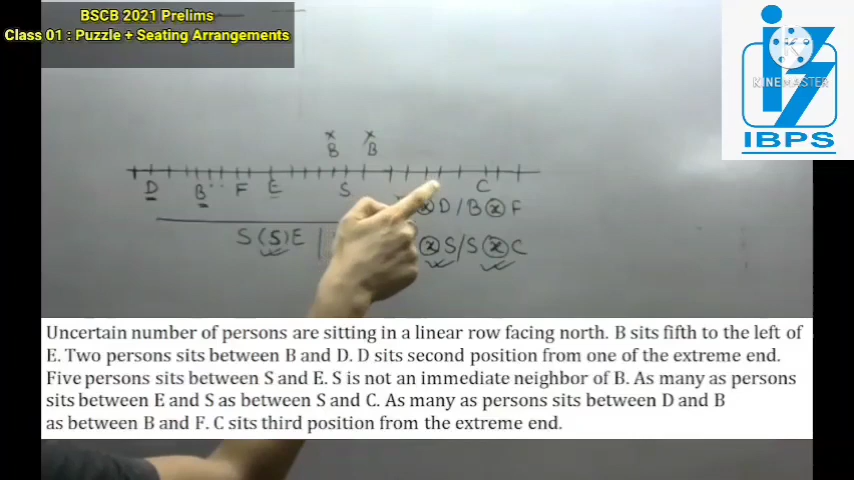 BSCB 2021 Prelims
Class 01 : Puzzle + Seating Arrangements
KINEMASTER
IBPS
x x
B B
D B F E S C
x D / B x F
S (5) E / x S / S x C
Uncertain number of persons are sitting in a linear row facing north. B sits fifth to the left of
E. Two persons sits between B and D. D sits second position from one of the extreme end.
Five persons sits between S and E. S is not an immediate neighbor of B. As many as persons
sits between E and S as between S and C. As many as persons sits between D and B
as between B and F. C sits third position from the extreme end.